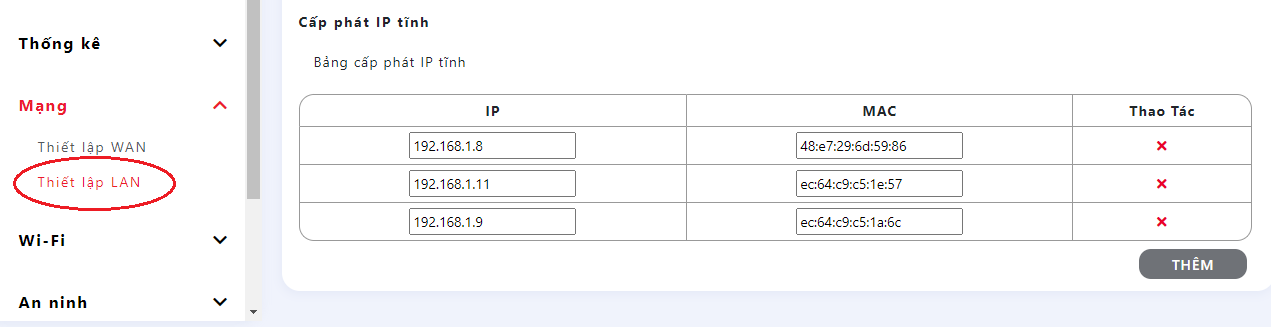 Thống kê
Mạng
Thiết lập WAN
Thiết lập LAN
Wi-Fi
An ninh
Cấp phát IP tĩnh
Bảng cấp phát IP tĩnh
IP MAC Thao Tác
192.168.1.8 48:e7:29:6d:59:86
192.168.1.11 ec:64:c9:c5:1e:57
192.168.1.9 ec:64:c9:c5:1a:6c
THÊM